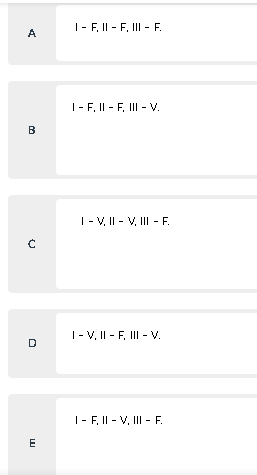 A
I – F, II – F, III – F.
B
I – F, II – F, III – V.
C
I – V, II – V, III – F.
D
I – V, II – F, III – V.
E
I – F, II – V, III – F.